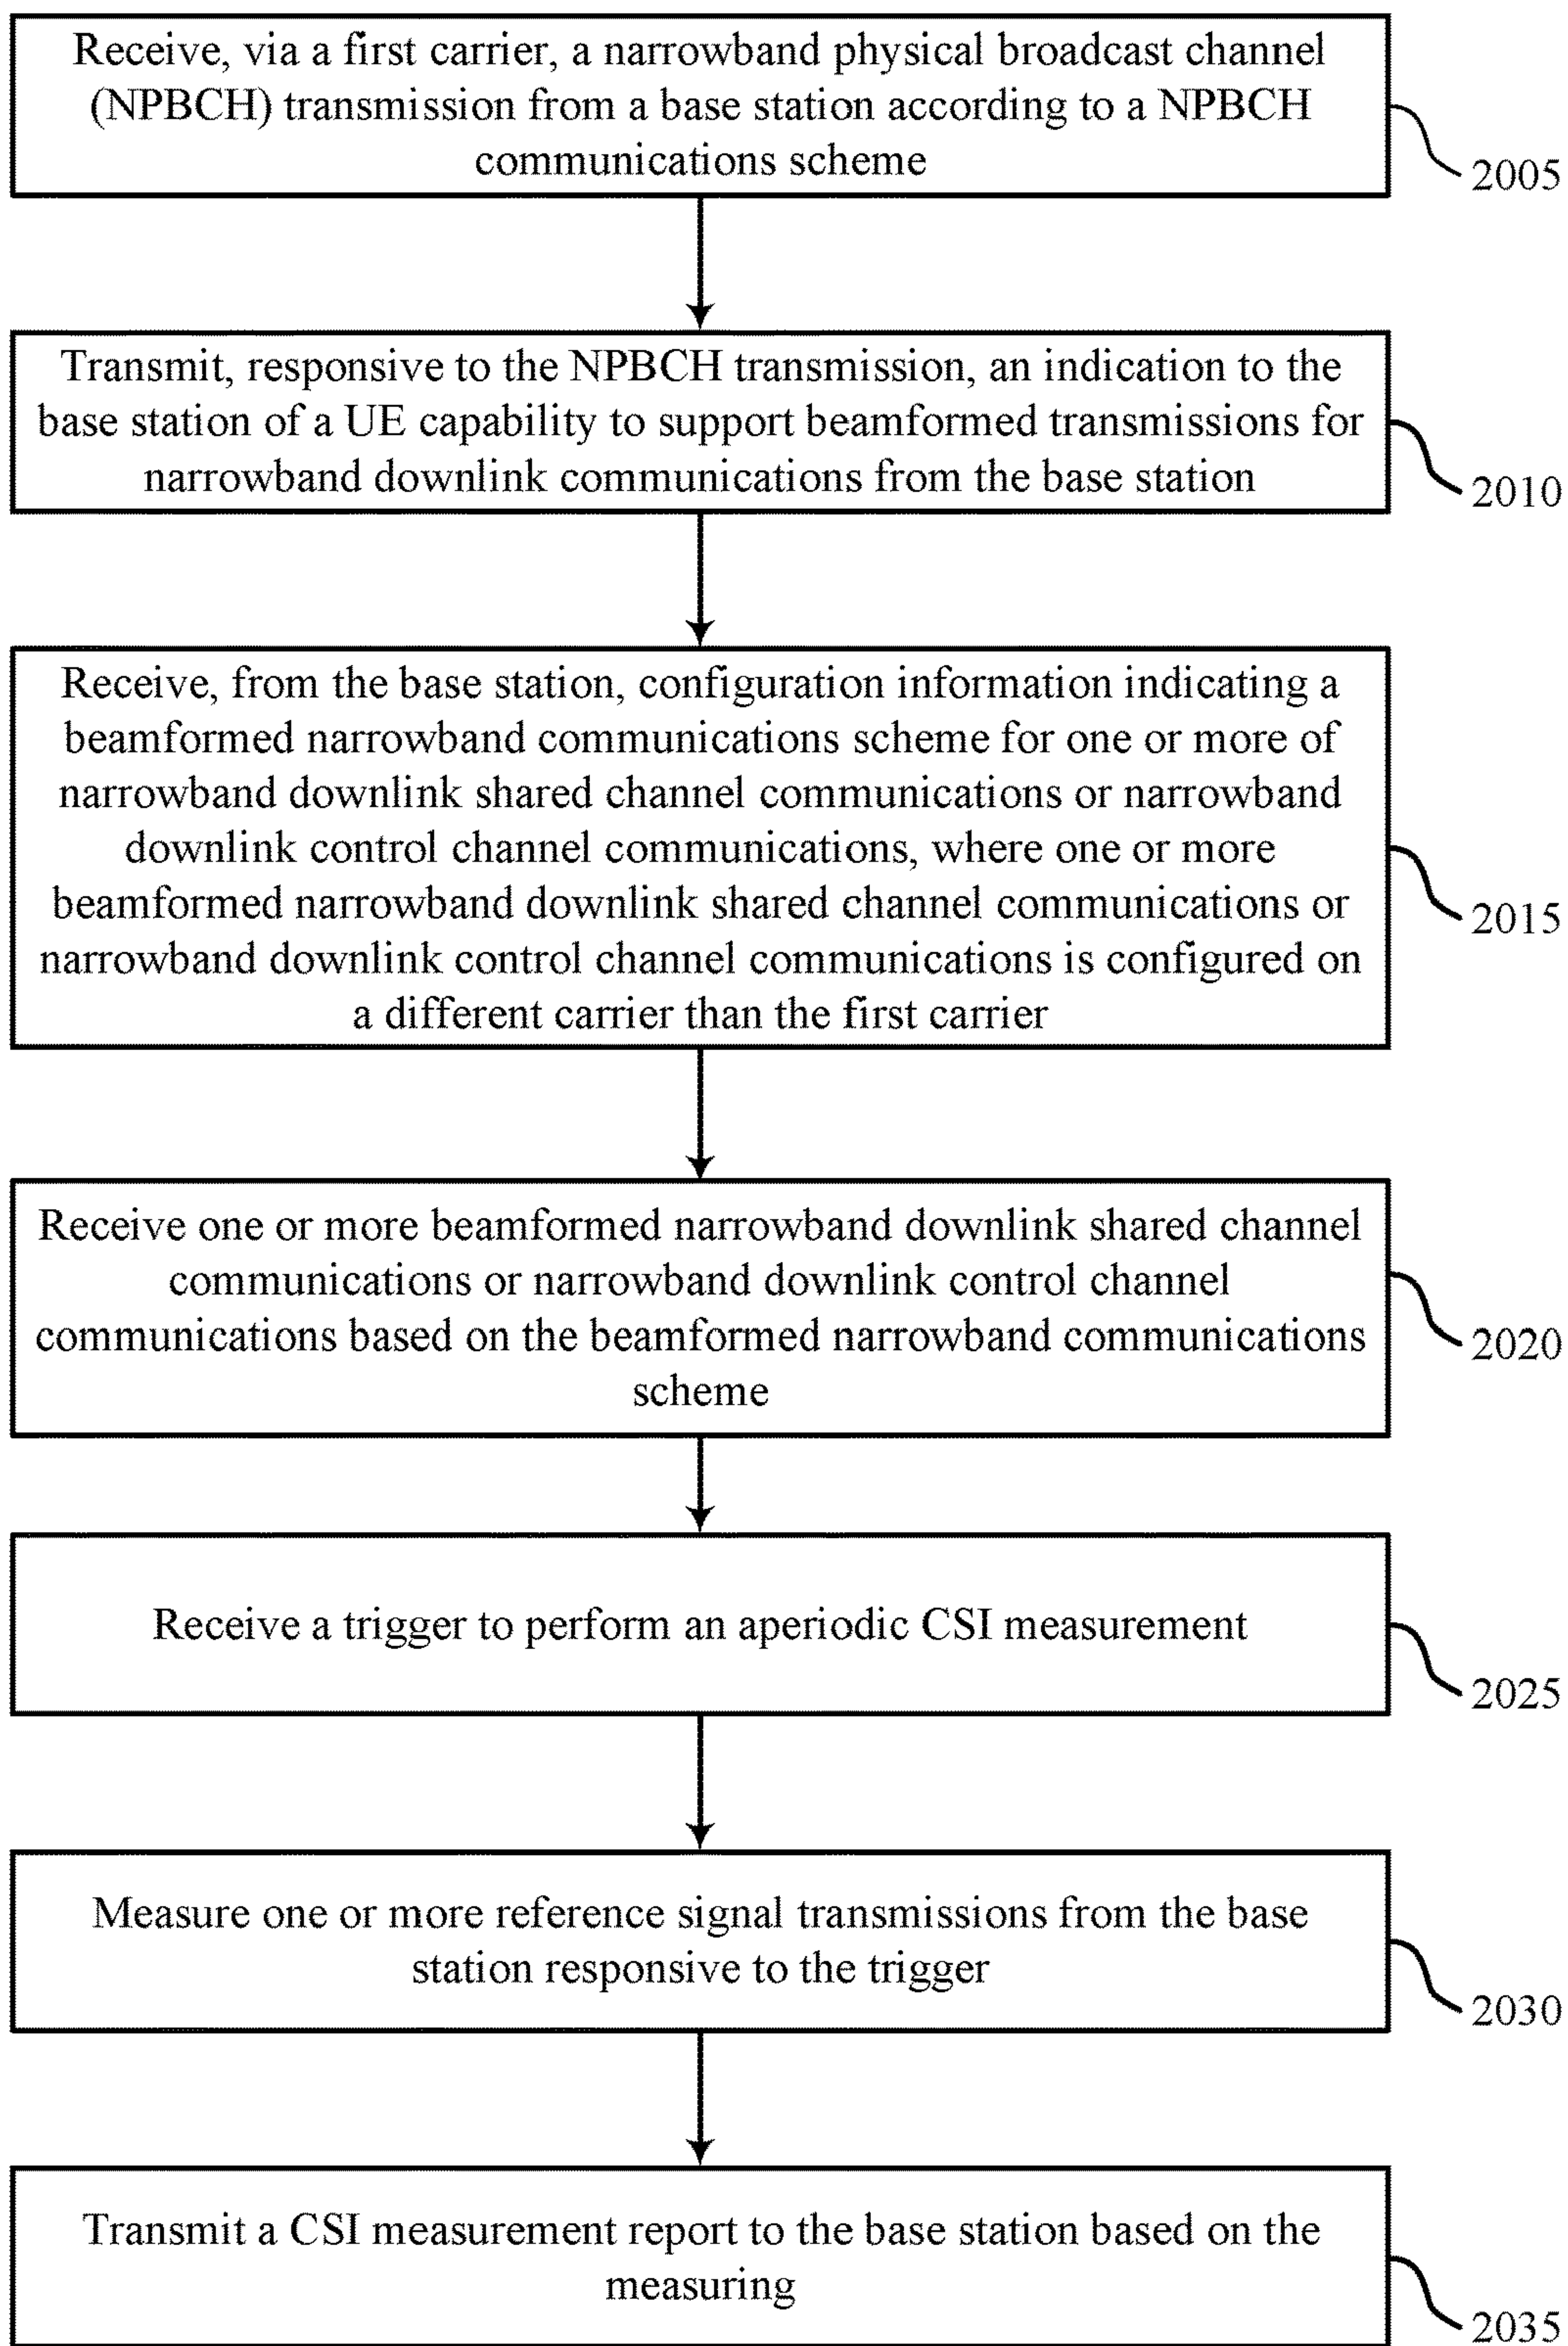 Receive, via a first carrier, a narrowband physical broadcast channel
(NPBCH) transmission from a base station according to a NPBCH
communications scheme
2005
Transmit, responsive to the NPBCH transmission, an indication to the
base station of a UE capability to support beamformed transmissions for
narrowband downlink communications from the base station
2010
Receive, from the base station, configuration information indicating a
beamformed narrowband communications scheme for one or more of
narrowband downlink shared channel communications or narrowband
downlink control channel communications, where one or more
beamformed narrowband downlink shared channel communications or
narrowband downlink control channel communications is configured on
a different carrier than the first carrier
2015
Receive one or more beamformed narrowband downlink shared channel
communications or narrowband downlink control channel
communications based on the beamformed narrowband communications
scheme
2020
Receive a trigger to perform an aperiodic CSI measurement
2025
Measure one or more reference signal transmissions from the base
station responsive to the trigger
2030
Transmit a CSI measurement report to the base station based on the
measuring
2035